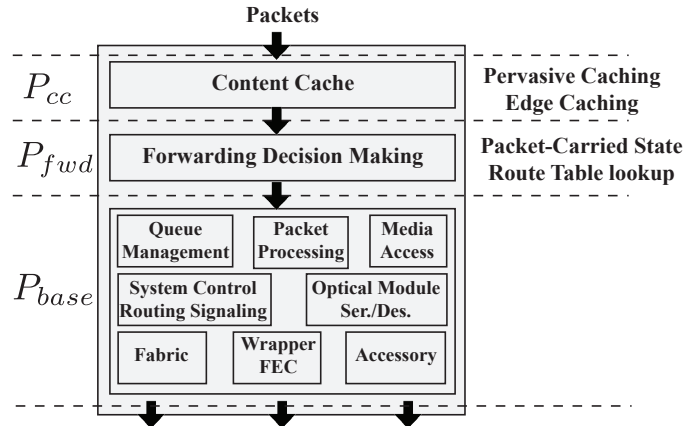 Packets
P_cc
Content Cache
Pervasive Caching
Edge Caching
P_fwd
Forwarding Decision Making
Packet-Carried State
Route Table lookup
P_base
Queue
Management
Packet
Processing
Media
Access
System Control
Routing Signaling
Optical Module
Ser./Des.
Fabric
Wrapper
FEC
Accessory